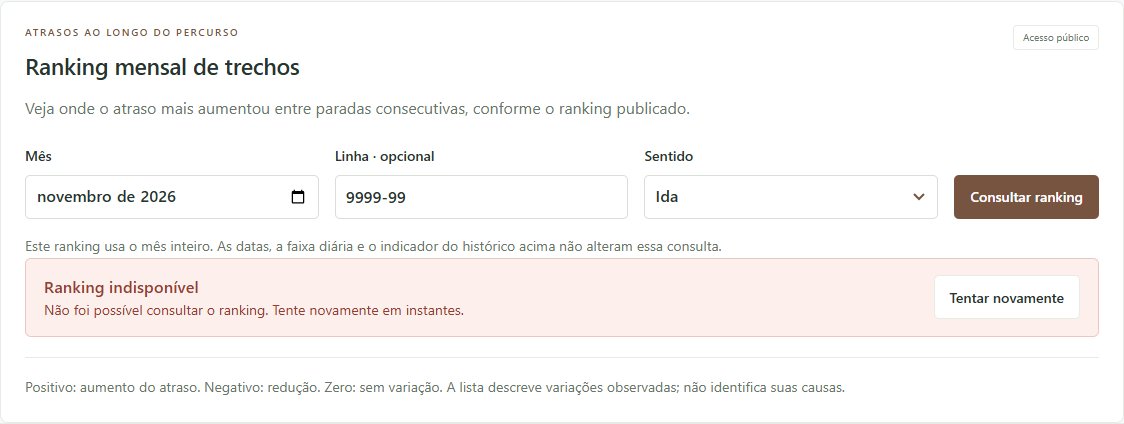 ATRASOS AO LONGO DO PERCURSO
Acesso público
Ranking mensal de trechos
Veja onde o atraso mais aumentou entre paradas consecutivas, conforme o ranking publicado.
Mês
Linha · opcional
Sentido
novembro de 2026
9999-99
Ida
Consultar ranking
Este ranking usa o mês inteiro. As datas, a faixa diária e o indicador do histórico acima não alteram essa consulta.
Ranking indisponível
Não foi possível consultar o ranking. Tente novamente em instantes.
Tentar novamente
Positivo: aumento do atraso. Negativo: redução. Zero: sem variação. A lista descreve variações observadas; não identifica suas causas.